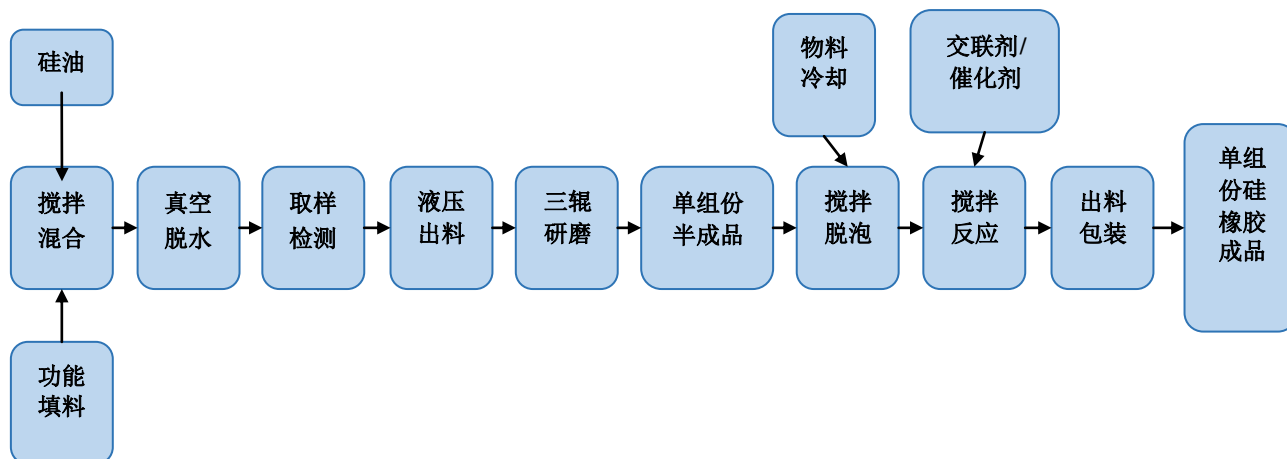 硅油
物料
冷却
交联剂/
催化剂
搅拌
混合
真空
脱水
取样
检测
液压
出料
三辊
研磨
单组份
半成品
搅拌
脱泡
搅拌
反应
出料
包装
单组
份硅
橡胶
成品
功能
填料